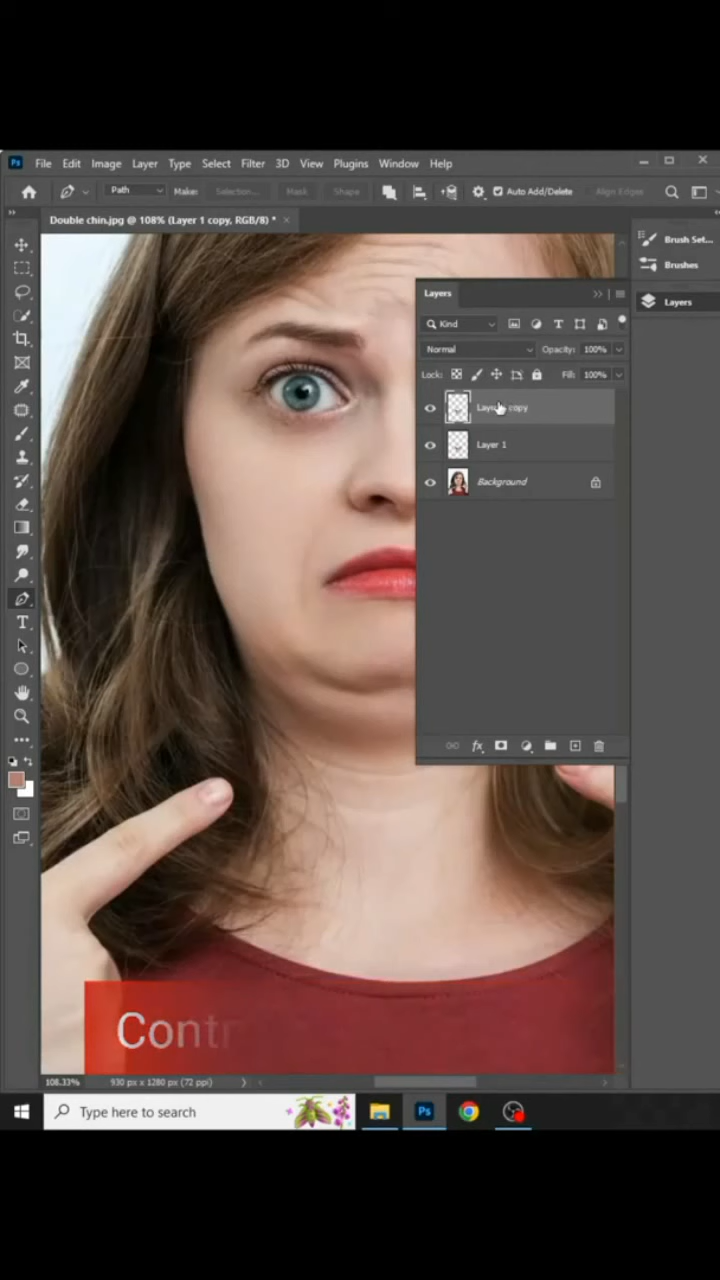 Ps File Edit Image Layer Type Select Filter 3D View Plugins Window Help
Path Make: Selection... Mask Shape Auto Add/Delete Align Edges
Double chin.jpg @ 108% (Layer 1 copy, RGB/8) * ×
Brush Set...
Brushes
Layers
Layers
Kind
Normal Opacity: 100%
Lock: Fill: 100%
copy
Layer 1
Background
T
Contr
108.33% 930 px x 1280 px (72 ppi)
Type here to search
Ps